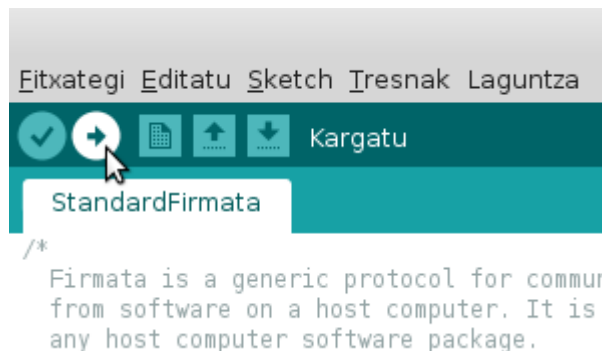 Fitxategi Editatu Sketch Tresnak Laguntza
Kargatu
StandardFirmata
/*
Firmata is a generic protocol for
from software on a host computer. It is
any host computer software package.